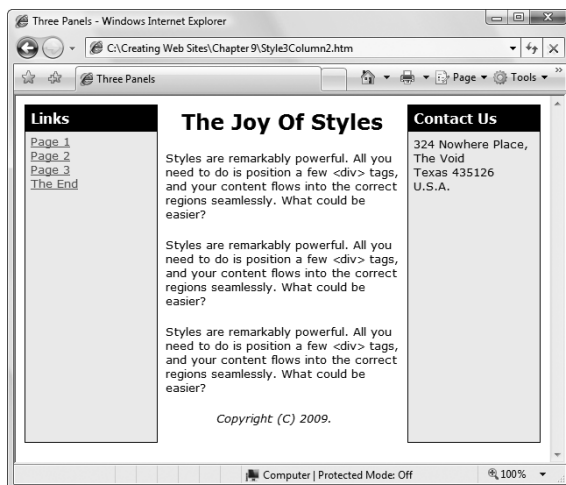 Three Panels - Windows Internet Explorer
C:\Creating Web Sites\Chapter 9\Style3Column2.htm
Three Panels
Page
Tools
»
Links
Page 1
Page 2
Page 3
The End
The Joy Of Styles
Styles are remarkably powerful. All you
need to do is position a few <div> tags,
and your content flows into the correct
regions seamlessly. What could be
easier?
Styles are remarkably powerful. All you
need to do is position a few <div> tags,
and your content flows into the correct
regions seamlessly. What could be
easier?
Styles are remarkably powerful. All you
need to do is position a few <div> tags,
and your content flows into the correct
regions seamlessly. What could be
easier?
Copyright (C) 2009.
Contact Us
324 Nowhere Place,
The Void
Texas 435126
U.S.A.
Computer | Protected Mode: Off
100%